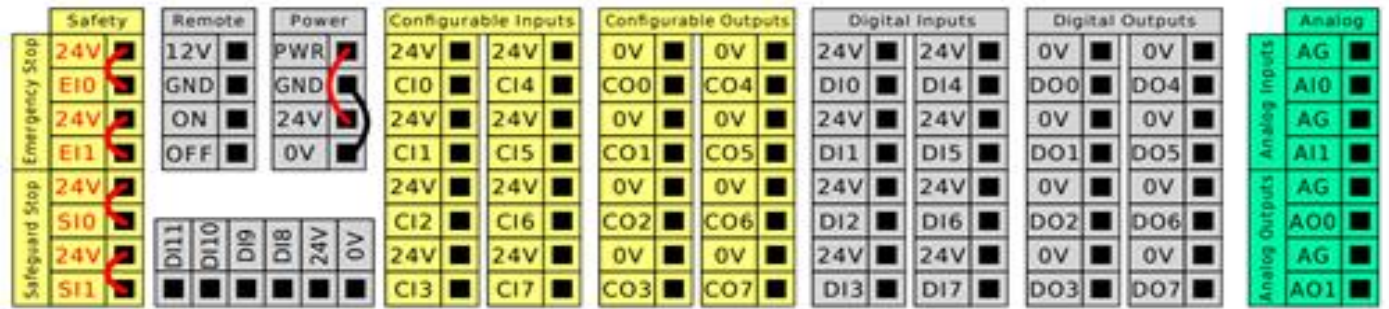 Safety
Emergency Stop
24V
EI0
24V
EI1
Safeguard Stop
24V
SI0
24V
SI1
Remote
12V
GND
ON
OFF
Power
PWR
GND
24V
0V
DI11
DI10
DI9
DI8
24V
0V
Configurable Inputs
24V 24V
CI0 CI4
24V 24V
CI1 CI5
24V 24V
CI2 CI6
24V 24V
CI3 CI7
Configurable Outputs
0V 0V
CO0 CO4
0V 0V
CO1 CO5
0V 0V
CO2 CO6
0V 0V
CO3 CO7
Digital Inputs
24V 24V
DI0 DI4
24V 24V
DI1 DI5
24V 24V
DI2 DI6
24V 24V
DI3 DI7
Digital Outputs
0V 0V
DO0 DO4
0V 0V
DO1 DO5
0V 0V
DO2 DO6
0V 0V
DO3 DO7
Analog
Analog Inputs
AG
AI0
AG
AI1
Analog Outputs
AG
AO0
AG
AO1